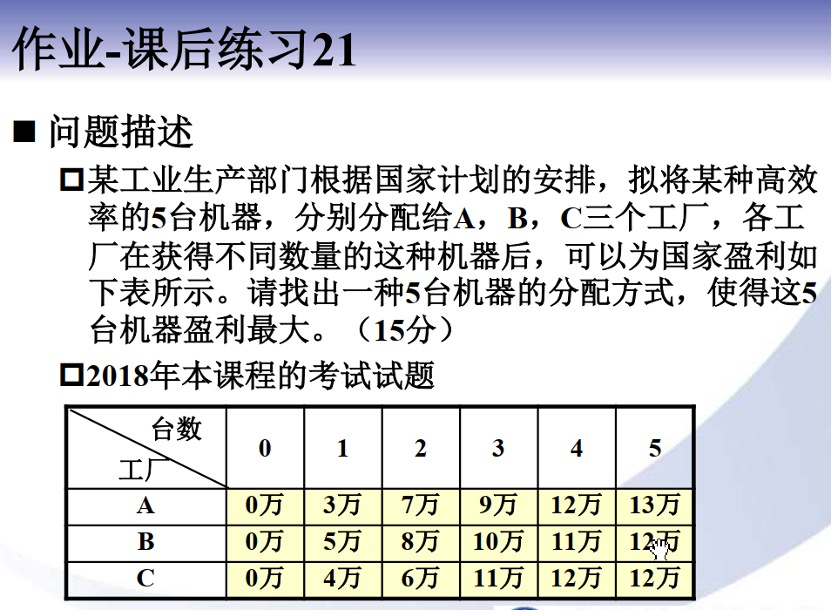 作业-课后练习21
问题描述
某工业生产部门根据国家计划的安排，拟将某种高效
率的5台机器，分别分配给A，B，C三个工厂，各工
厂在获得不同数量的这种机器后，可以为国家盈利如
下表所示。请找出一种5台机器的分配方式，使得这5
台机器盈利最大。（15分）
2018年本课程的考试试题
台数
工厂
0 1 2 3 4 5
A 0万 3万 7万 9万 12万 13万
B 0万 5万 8万 10万 11万 12万
C 0万 4万 6万 11万 12万 12万